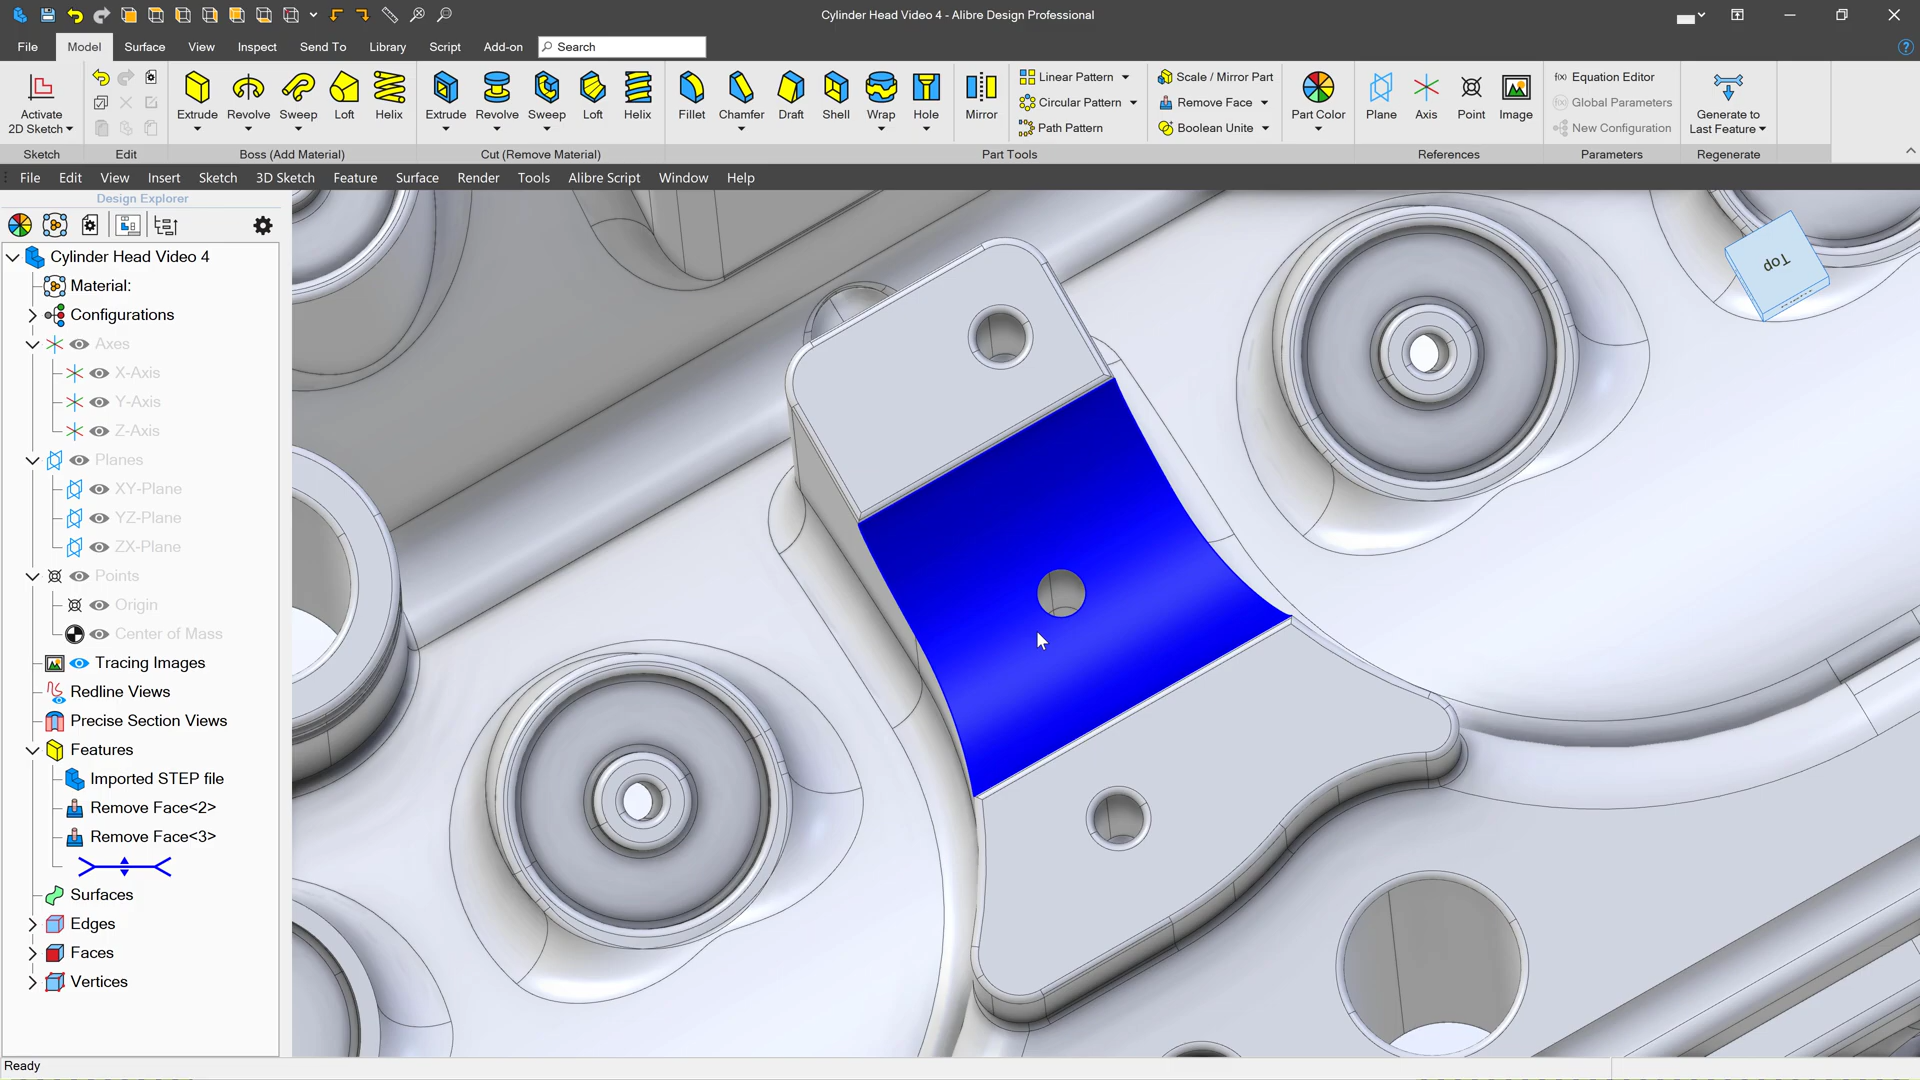 Cylinder Head Video 4 - Alibre Design Professional
File Model Surface View Inspect Send To Library Script Add-on Search
Activate 2D Sketch
Extrude Revolve Sweep Loft Helix
Extrude Revolve Sweep Loft Helix
Fillet Chamfer Draft Shell Wrap Hole
Mirror
Linear Pattern
Circular Pattern
Path Pattern
Scale / Mirror Part
Remove Face
Boolean Unite
Part Color
Plane Axis Point Image
f(x) Equation Editor
Global Parameters
New Configuration
Generate to Last Feature
Sketch Edit Boss (Add Material) Cut (Remove Material) Part Tools References Parameters Regenerate
File Edit View Insert Sketch 3D Sketch Feature Surface Render Tools Alibre Script Window Help
Design Explorer
Cylinder Head Video 4
Material:
Configurations
Axes
X-Axis
Y-Axis
Z-Axis
Planes
XY-Plane
YZ-Plane
ZX-Plane
Points
Origin
Center of Mass
Tracing Images
Redline Views
Precise Section Views
Features
Imported STEP file
Remove Face<2>
Remove Face<3>
Surfaces
Edges
Faces
Vertices
Top
Ready